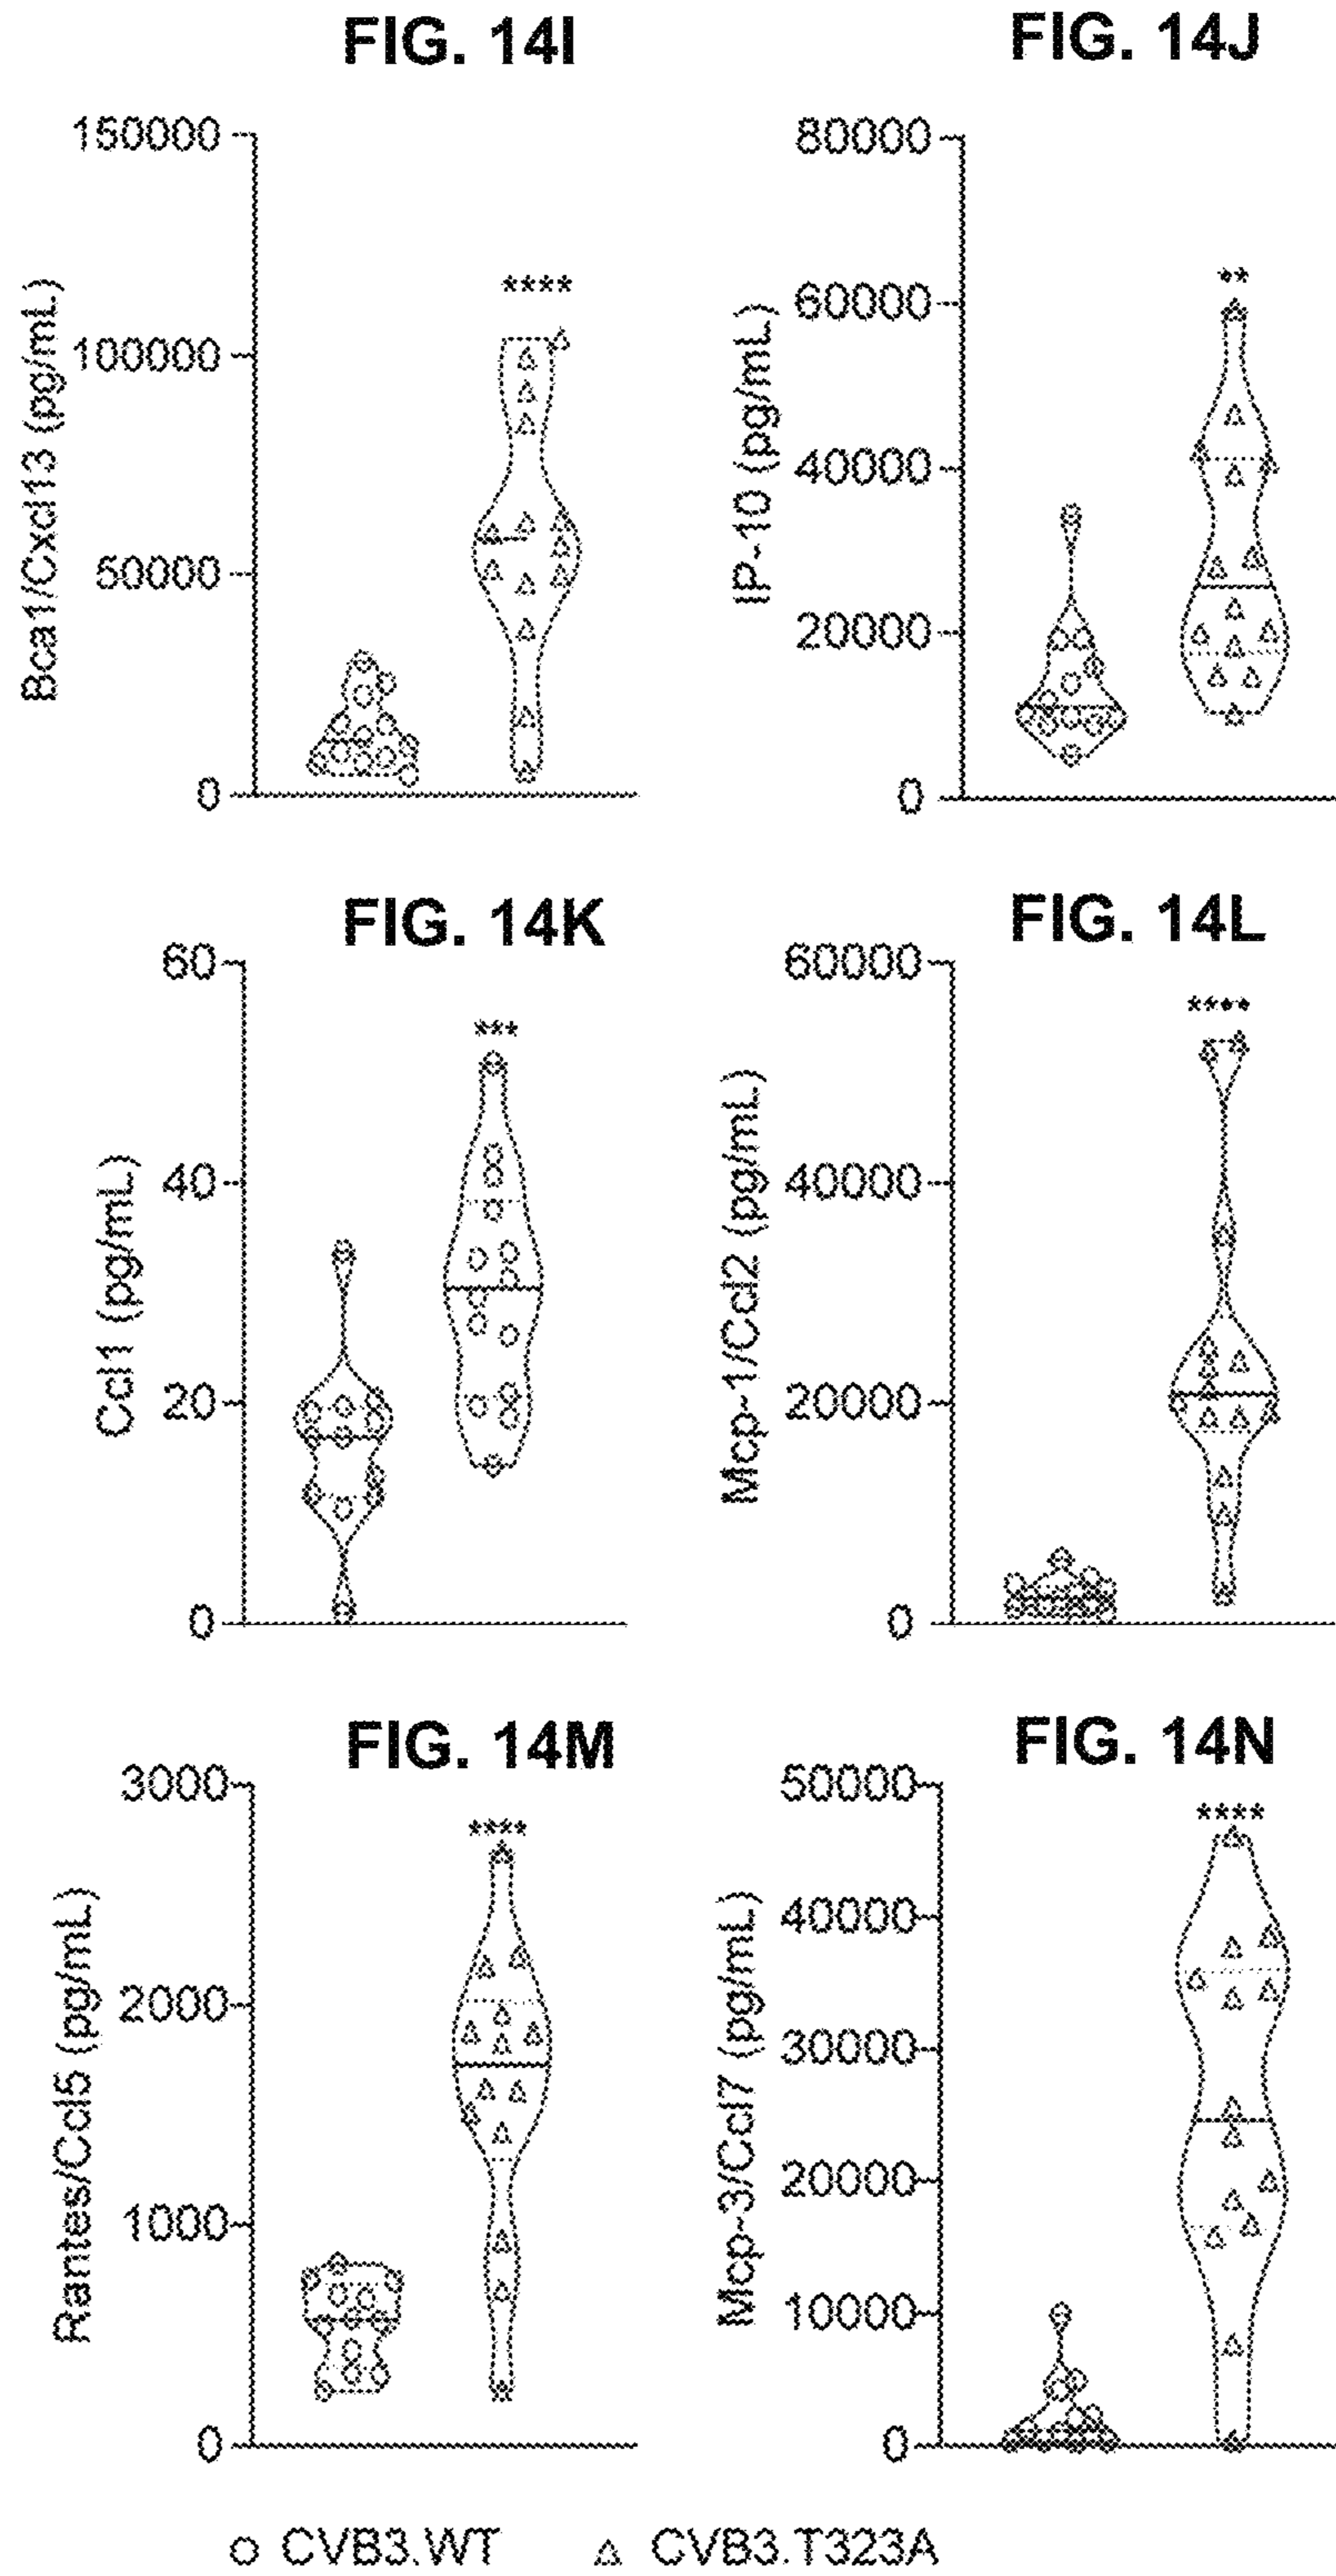 FIG. 14I
150000
100000
50000
0
Bca1/Cxcl13 (pg/mL)
****
FIG. 14J
80000
60000
40000
20000
0
IP-10 (pg/mL)
**
FIG. 14K
60
40
20
0
Ccl1 (pg/mL)
***
FIG. 14L
60000
40000
20000
0
Mcp-1/Ccl2 (pg/mL)
****
FIG. 14M
3000
2000
1000
0
Rantes/Ccl5 (pg/mL)
****
FIG. 14N
50000
40000
30000
20000
10000
0
Mcp-3/Ccl7 (pg/mL)
****
CVB3.WT
CVB3.T323A